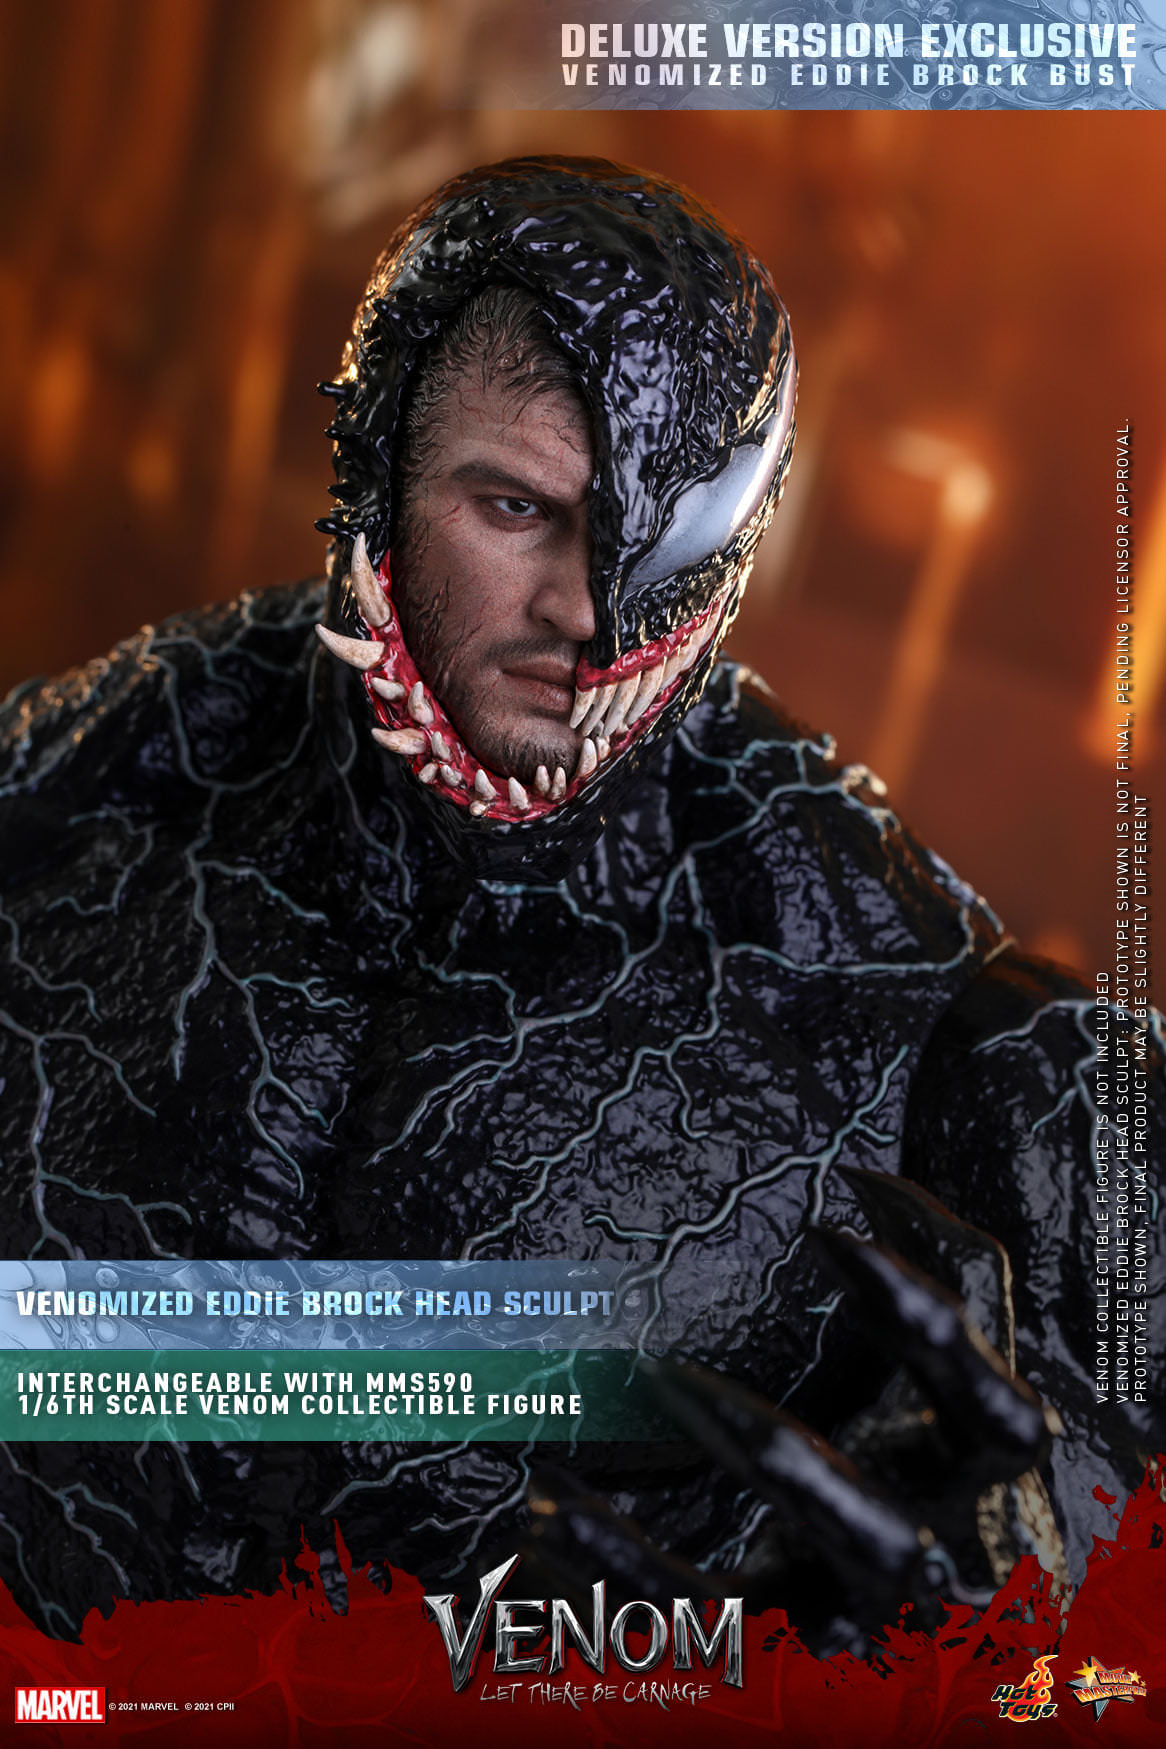 DELUXE VERSION EXCLUSIVE
VENOMIZED EDDIE BROCK BUST
VENOM COLLECTIBLE FIGURE IS NOT INCLUDED
VENOMIZED EDDIE BROCK HEAD SCULPT: PROTOTYPE SHOWN IS NOT FINAL, PENDING LICENSOR APPROVAL.
PROTOTYPE SHOWN, FINAL PRODUCT MAY BE SLIGHTLY DIFFERENT
VENOMIZED EDDIE BROCK HEAD SCULPT
INTERCHANGEABLE WITH MMS590
1/6TH SCALE VENOM COLLECTIBLE FIGURE
VENOM
LET THERE BE CARNAGE
MARVEL © 2021 MARVEL © 2021 CPII
Hot Toys
MOVIE MASTERPIECE